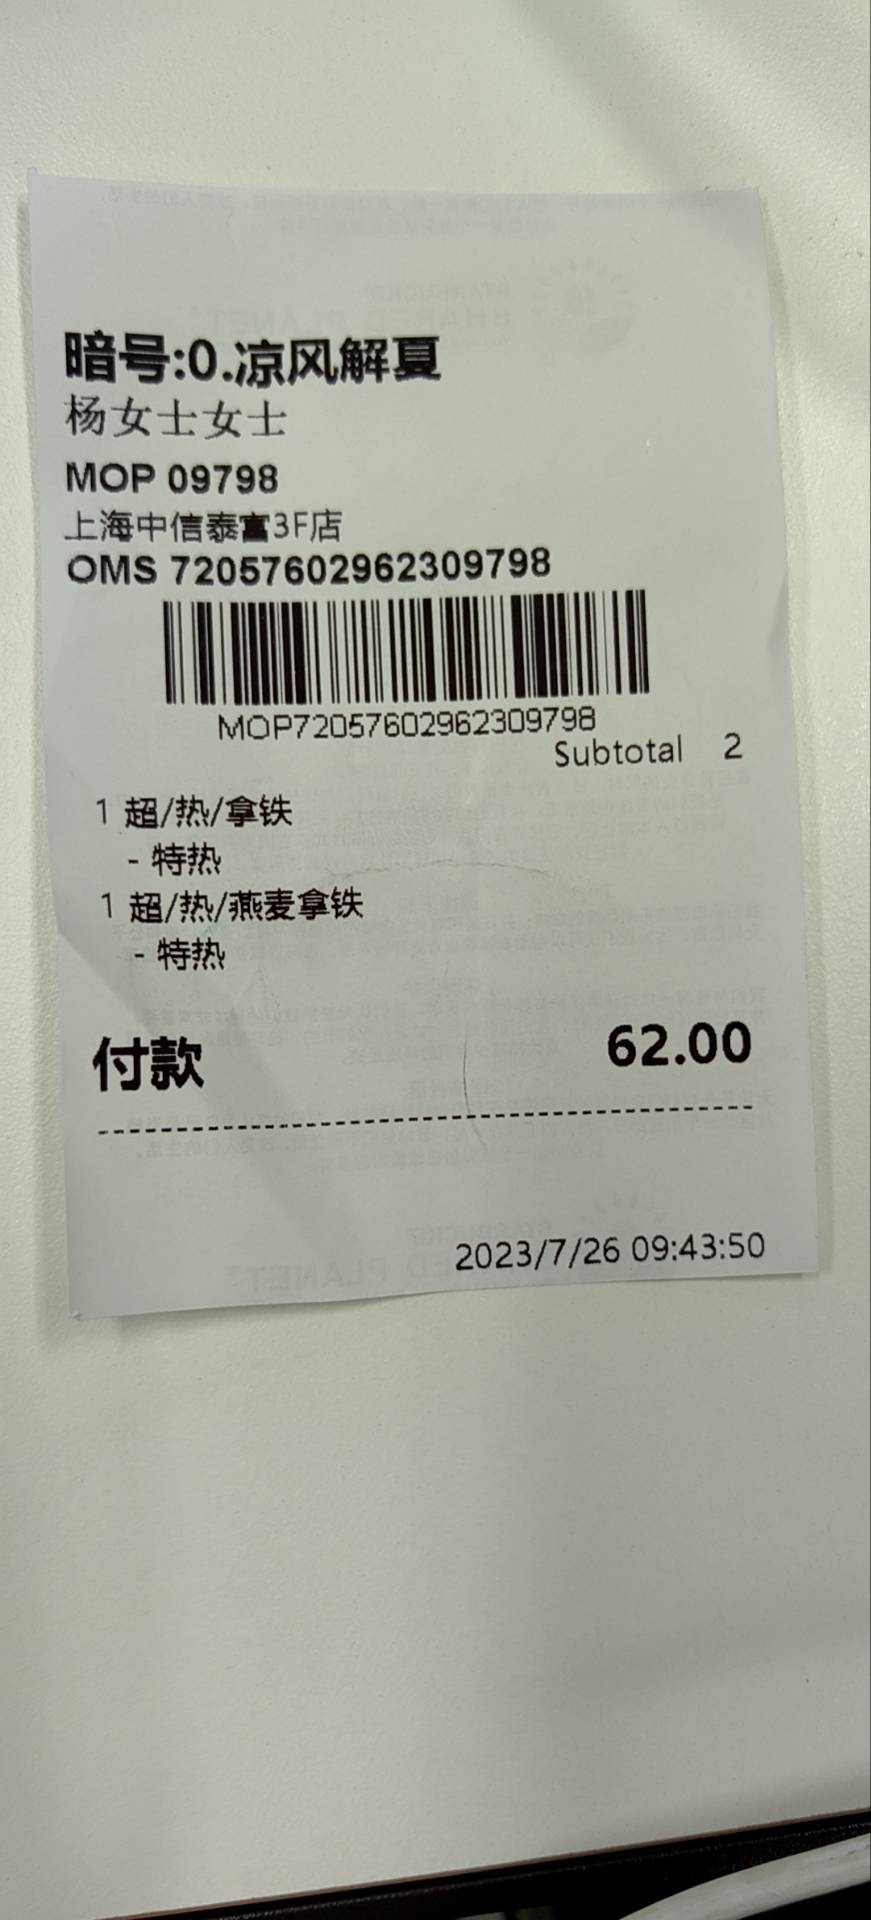 暗号:0.凉风解夏
杨女士女士
MOP 09798
上海中信泰富3F店
OMS 72057602962309798
MOP72057602962309798
Subtotal 2
1 超/热/拿铁
- 特热
1 超/热/燕麦拿铁
- 特热
付款 62.00
2023/7/26 09:43:50